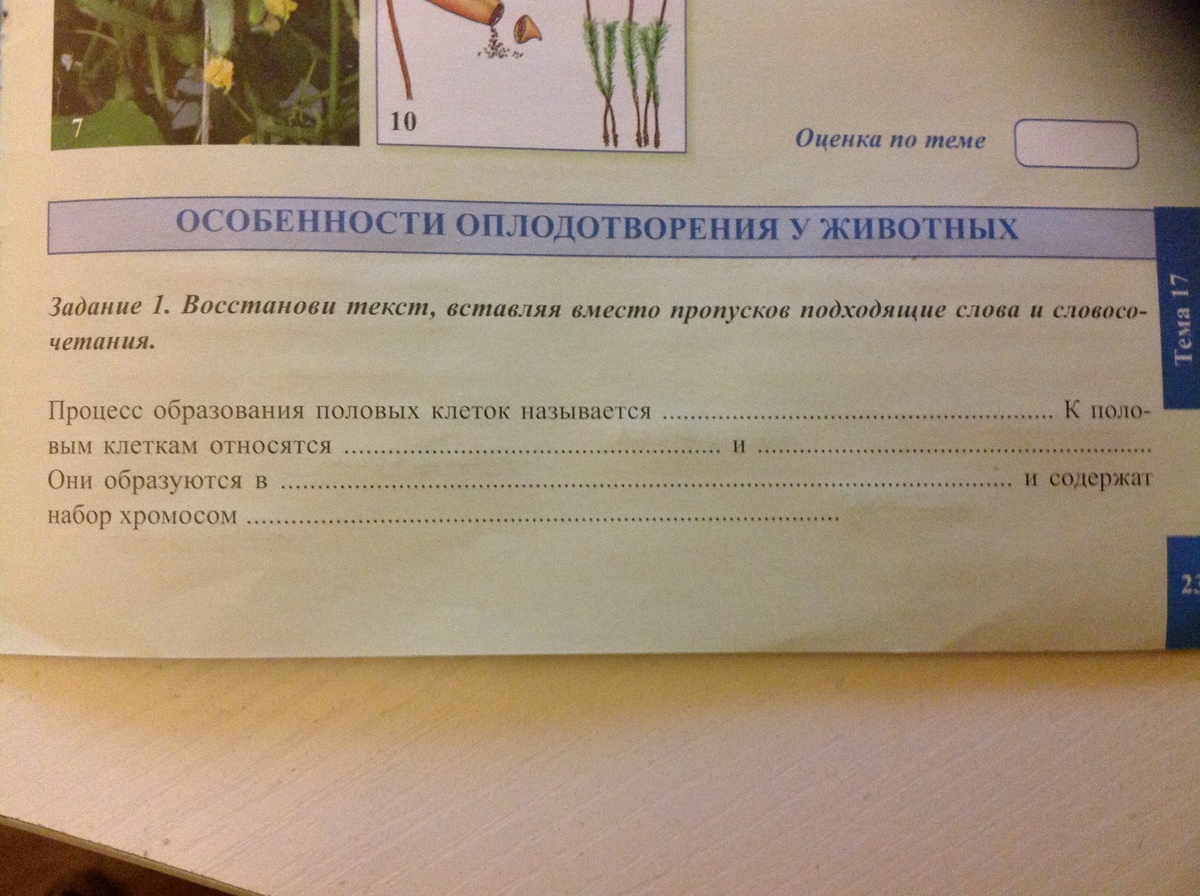 7
10
Оценка по теме
ОСОБЕННОСТИ ОПЛОДОТВОРЕНИЯ У ЖИВОТНЫХ
Тема 17
Задание 1. Восстанови текст, вставляя вместо пропусков подходящие слова и словосо-
четания.
Процесс образования половых клеток называется .................................................... К поло-
вым клеткам относятся .................................................. и .....................................................
Они образуются в ................................................................................................. и содержат
набор хромосом ...............................................................................